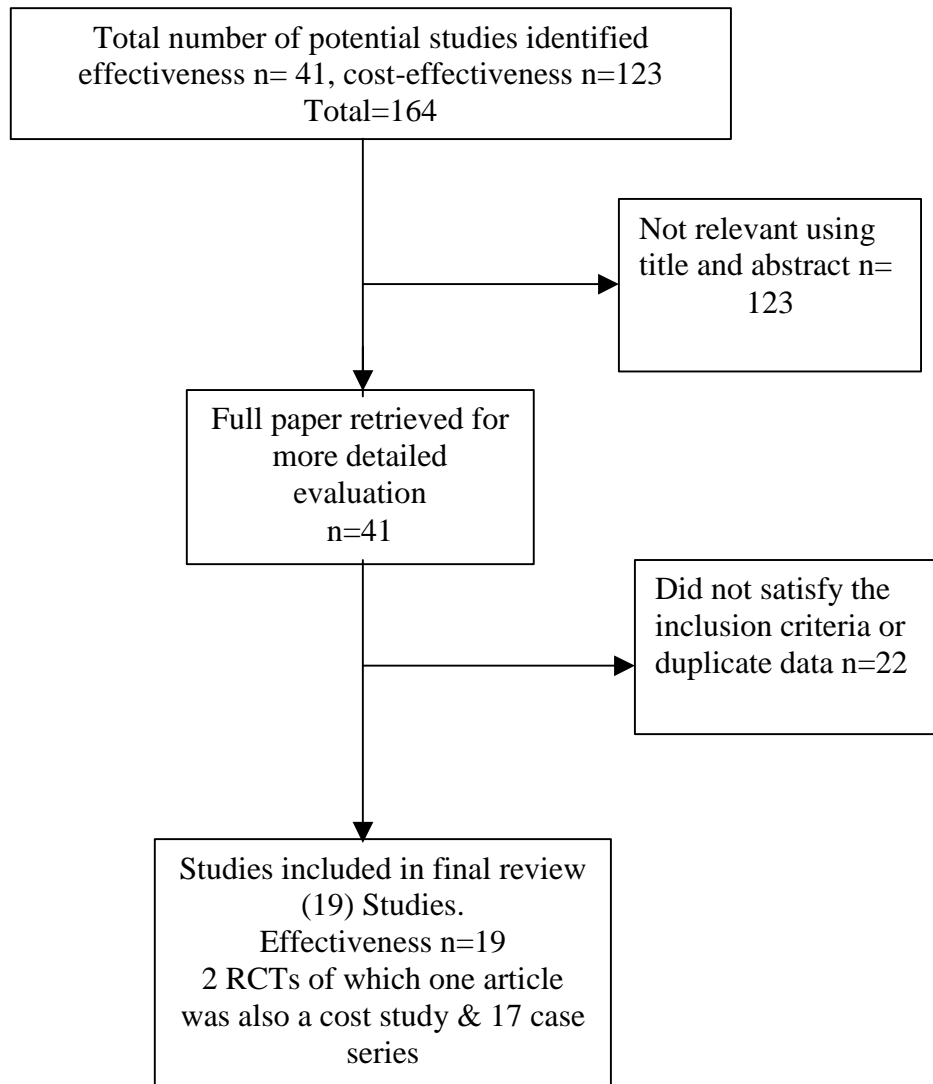 Total number of potential studies identified
effectiveness n= 41, cost-effectiveness n=123
Total=164
Not relevant using
title and abstract n=
123
Full paper retrieved for
more detailed
evaluation
n=41
Did not satisfy the
inclusion criteria or
duplicate data n=22
Studies included in final review
(19) Studies.
Effectiveness n=19
2 RCTs of which one article
was also a cost study & 17 case
series